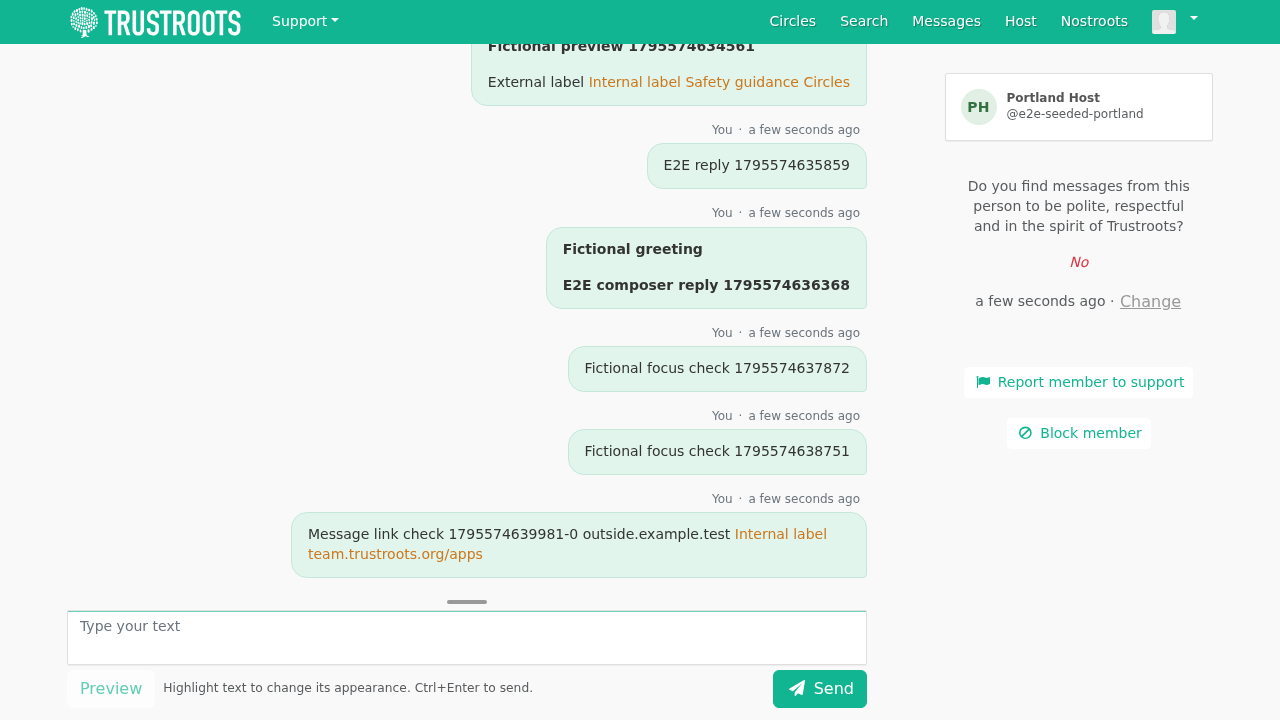 TRUSTROOTS
Support
Circles
Search
Messages
Host
Nostroots
Fictional preview 1795574634561
External label Internal label Safety guidance Circles
You · a few seconds ago
E2E reply 1795574635859
You · a few seconds ago
Fictional greeting
E2E composer reply 1795574636368
You · a few seconds ago
Fictional focus check 1795574637872
You · a few seconds ago
Fictional focus check 1795574638751
You · a few seconds ago
Message link check 1795574639981-0 outside.example.test Internal label
team.trustroots.org/apps
Type your text
Preview
Highlight text to change its appearance. Ctrl+Enter to send.
Send
PH
Portland Host
@e2e-seeded-portland
Do you find messages from this
person to be polite, respectful
and in the spirit of Trustroots?
No
a few seconds ago · Change
Report member to support
Block member